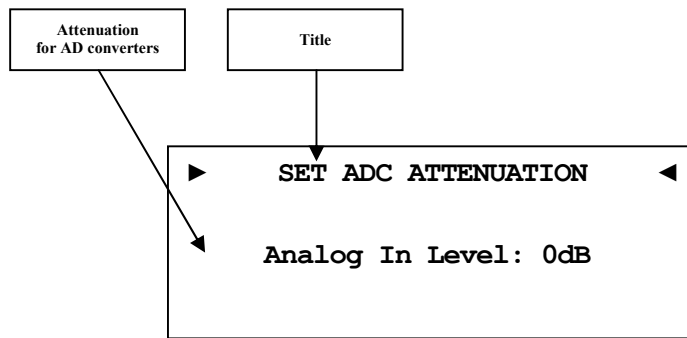 Attenuation
for AD converters
Title
► SET ADC ATTENUATION ◄
Analog In Level: 0dB